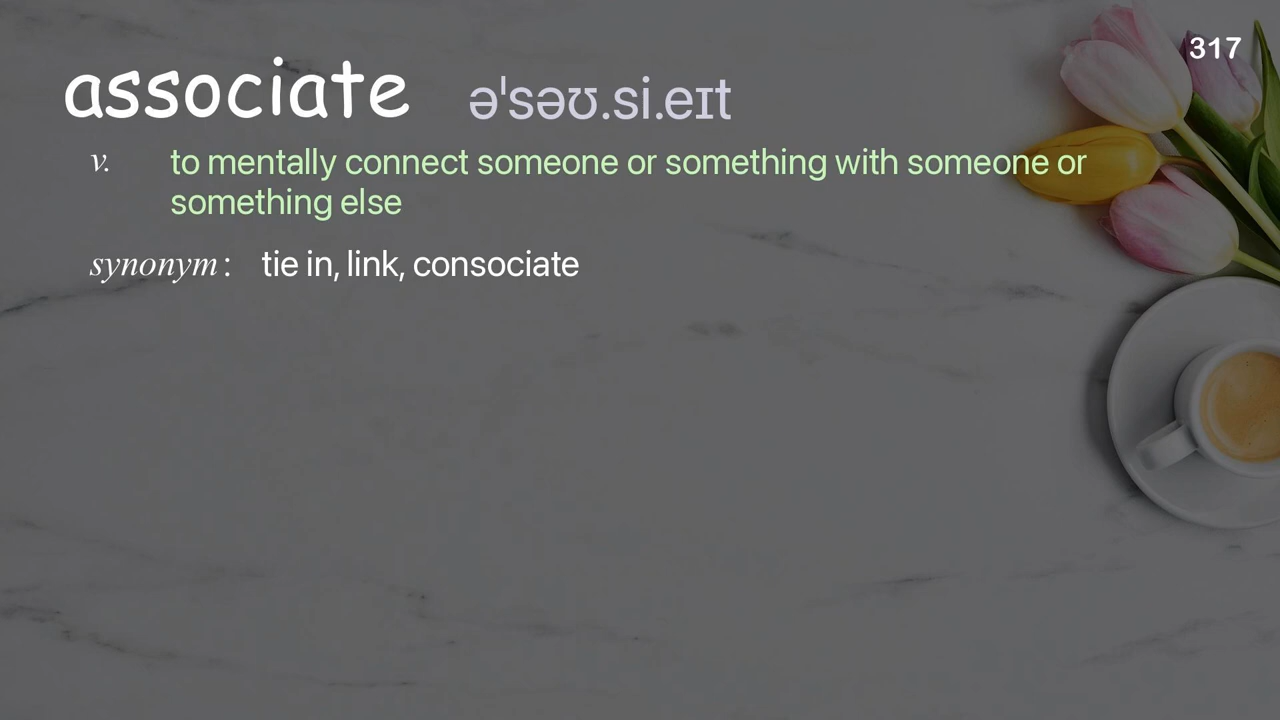 317
associate əˈsəʊ.si.eɪt
v. to mentally connect someone or something with someone or
something else
synonym : tie in, link, consociate